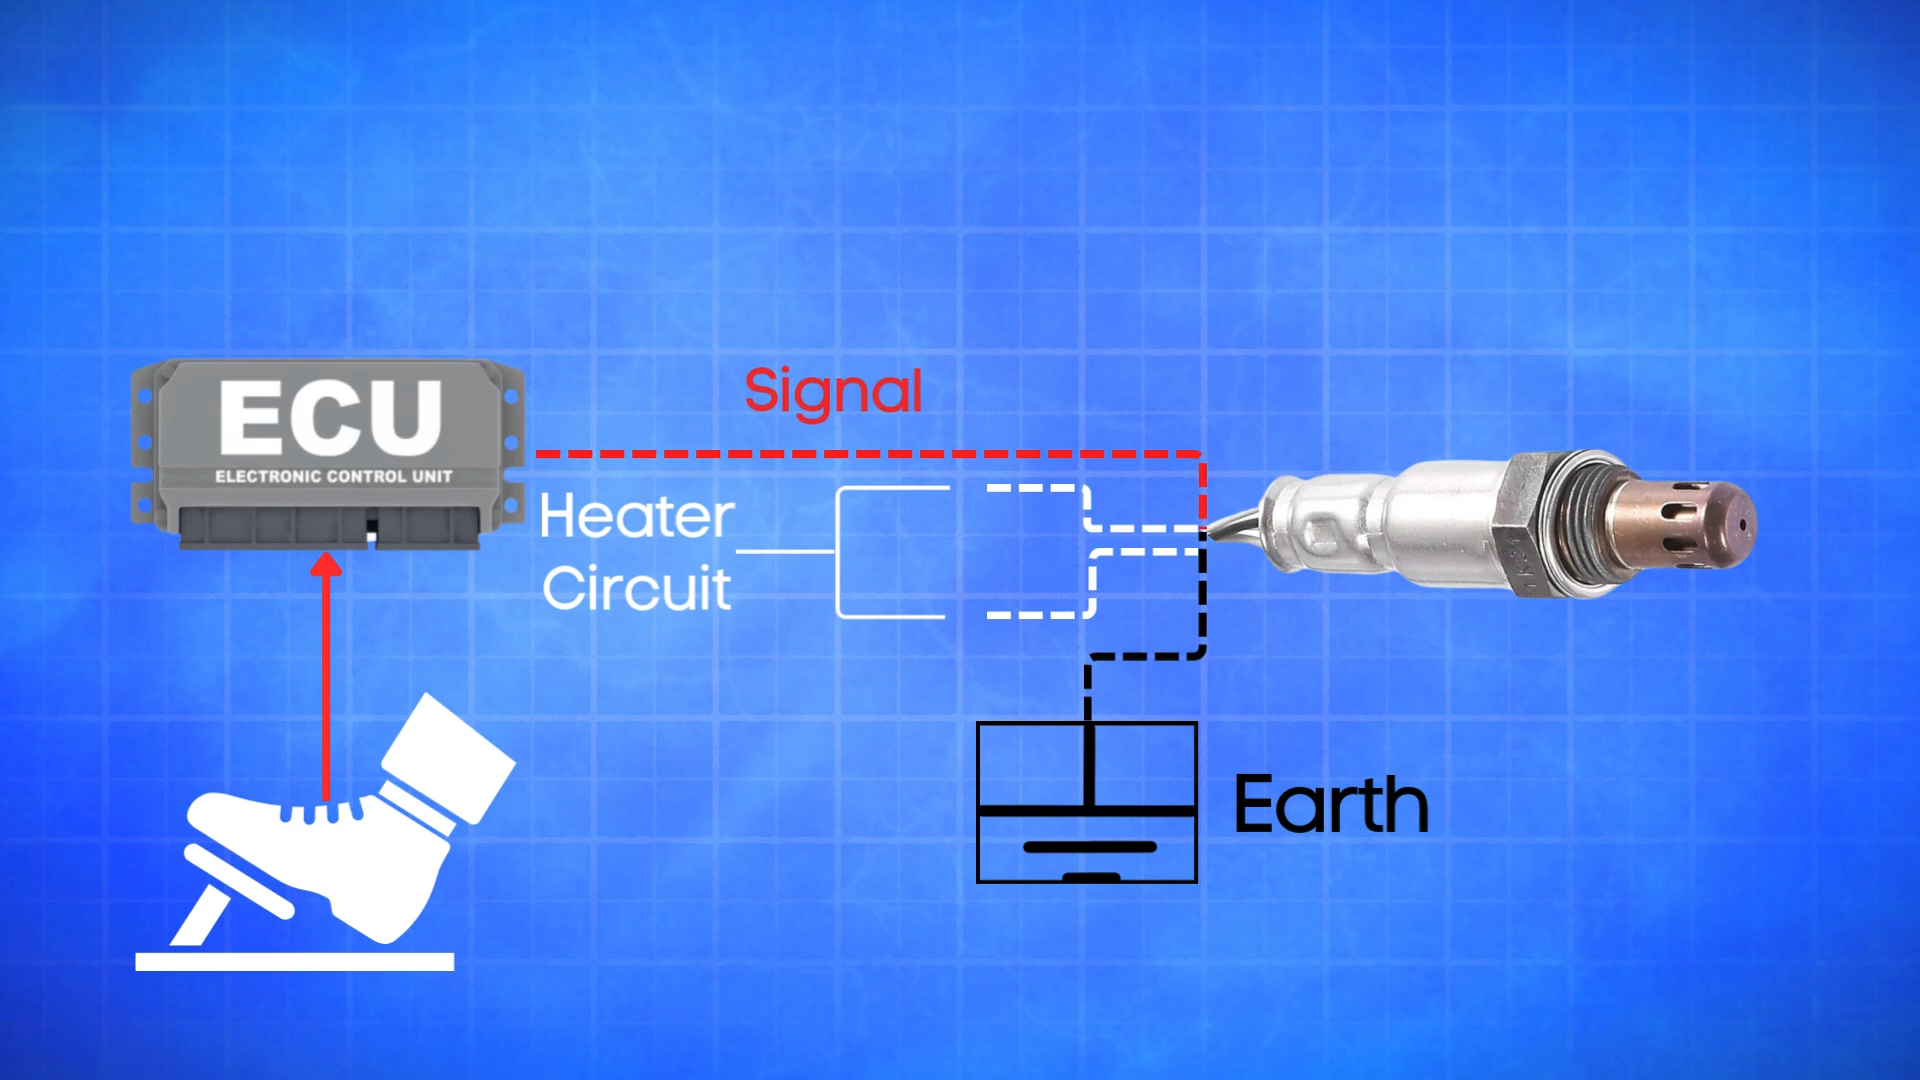 Signal
ECU
ELECTRONIC CONTROL UNIT
Heater
Circuit
Earth